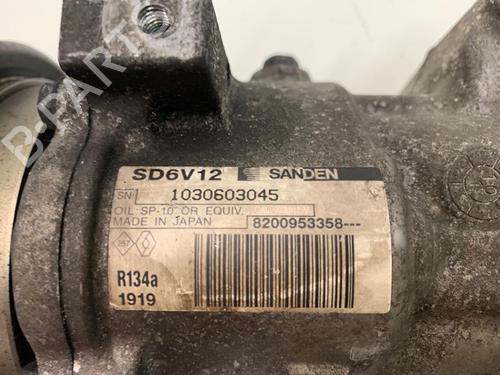 B-PARTS
SD6V12 SANDEN
SN 1030603045
OIL:SP-10 OR EQUIV.
MADE IN JAPAN 8200953358---
R134a
1919